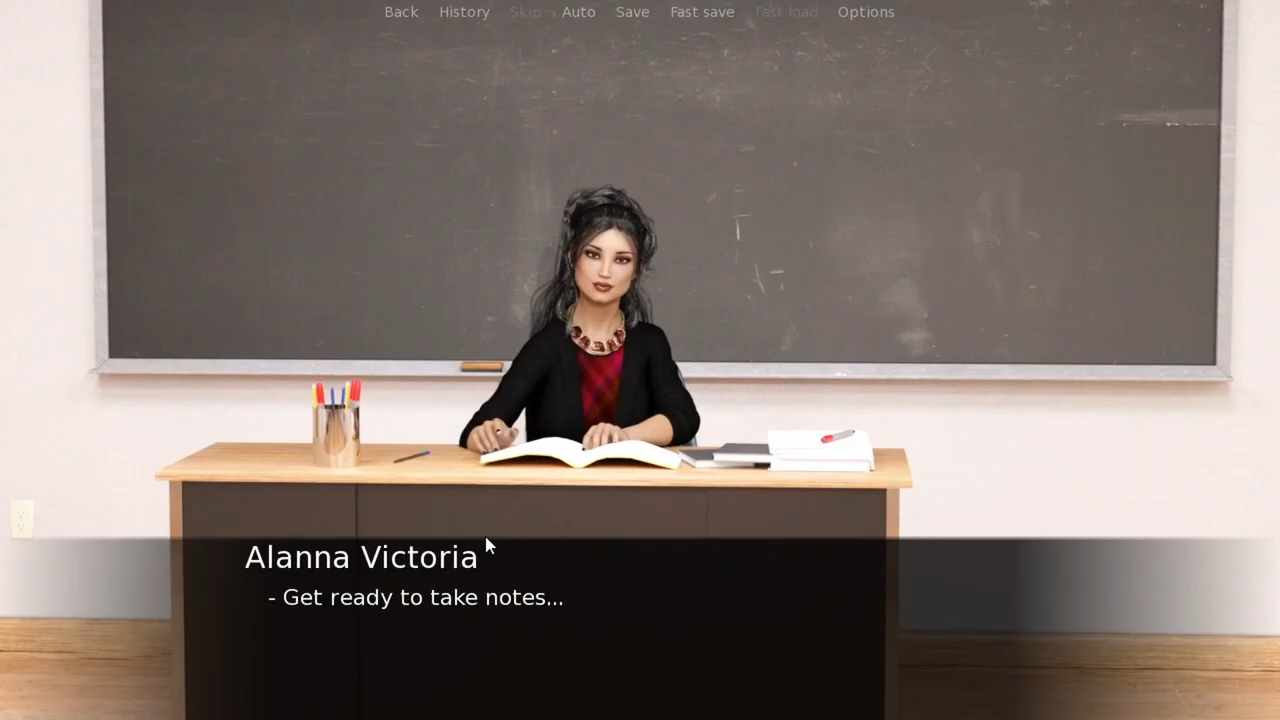 Back History Skip Auto Save Fast save Fast load Options
Alanna Victoria
- Get ready to take notes...